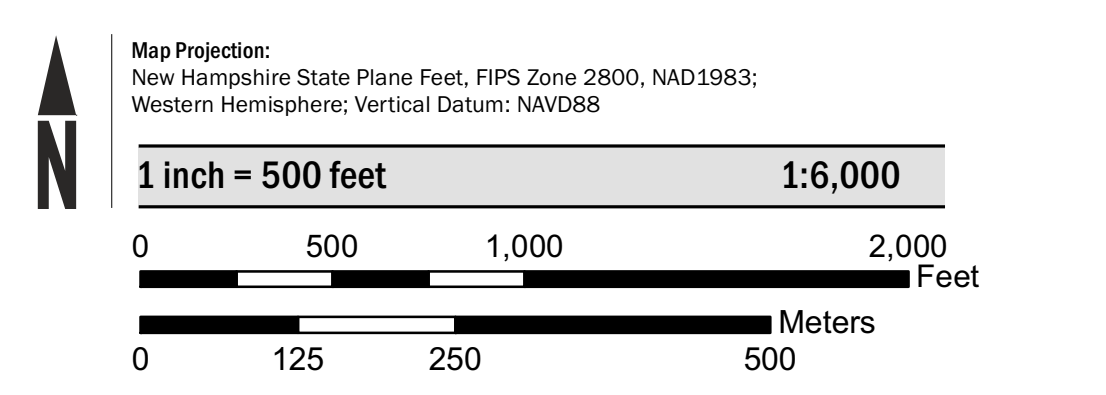 N
Map Projection:
New Hampshire State Plane Feet, FIPS Zone 2800, NAD1983;
Western Hemisphere; Vertical Datum: NAVD88
1 inch = 500 feet 1:6,000
0 500 1,000 2,000
Feet
Meters
0 125 250 500